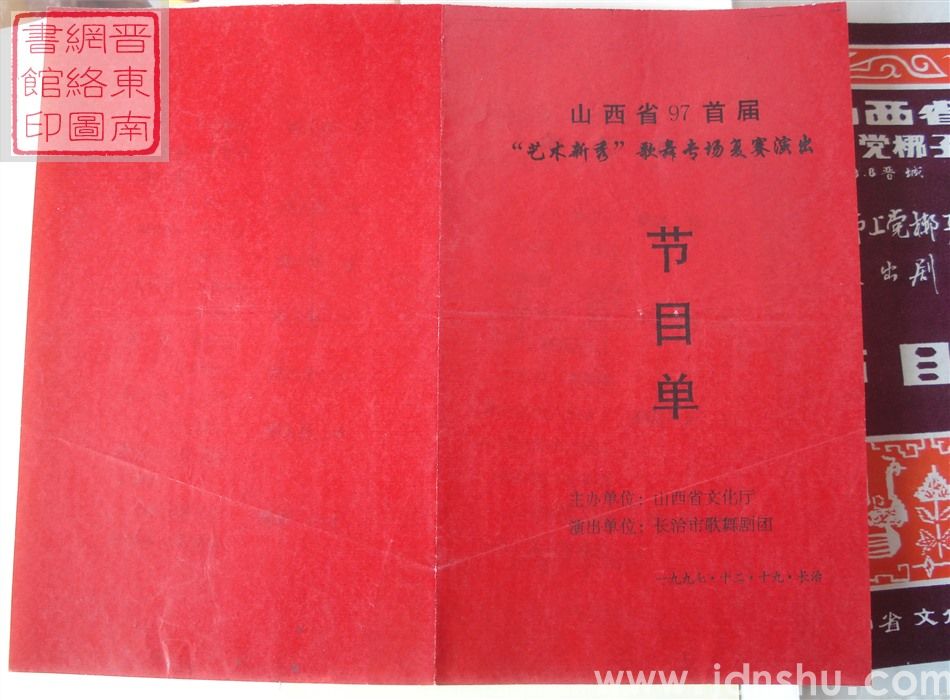 晋東南
網絡圖
書館印
山西省97首届
“艺术新秀”歌舞专场复赛演出
节
目
单
主办单位：山西省文化厅
演出单位：长治市歌舞剧团
一九九七·十二·十九·长治
山西省
党梆子
晋城
上党梆
出剧
目
省文
www.jdnshu.com